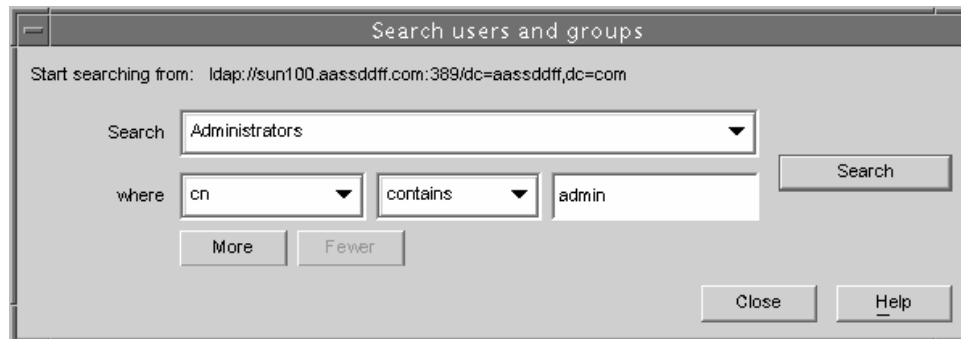 Search users and groups
Start searching from: ldap://sun100.aassddff.com:389/dc=aassddff,dc=com
Search Administrators
Search
where cn contains admin
More Fewer
Close Help